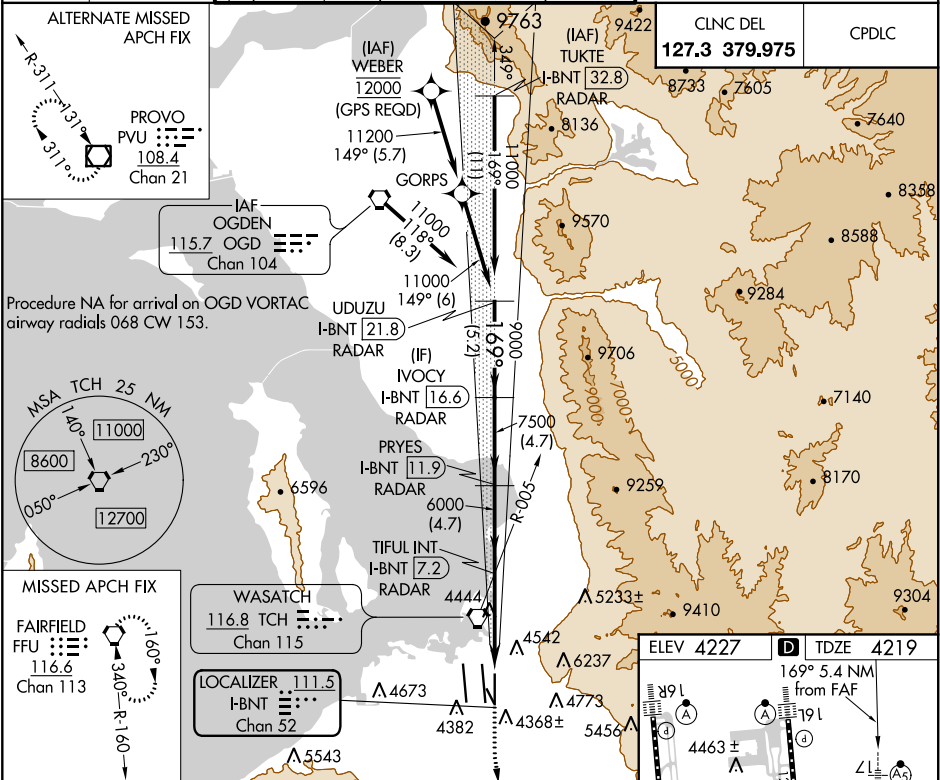 ALTERNATE MISSED
APCH FIX
R-311
131°
311°
PROVO
PVU
108.4
Chan 21
(IAF)
WEBER
12000
(GPS REQD)
11200
149° (5.7)
GORPS
9763
349°
(IAF)
TUKTE
I-BNT 32.8
RADAR
9422
CLNC DEL
127.3 379.975
CPDLC
8733
7605
8136
7640
8358
11000
169°
(11)
IAF
OGDEN
115.7 OGD
Chan 104
11000
118°
(8.3)
11000
149° (6)
9570
8588
9284
Procedure NA for arrival on OGD VORTAC
airway radials 068 CW 153.
UDUZU
I-BNT 21.8
RADAR
9000
169°
(5.2)
(IF)
IVOCY
I-BNT 16.6
RADAR
9706
5000
7000
9000
7140
MSA TCH 25 NM
140°
11000
8600
230°
050°
12700
7500
(4.7)
PRYES
I-BNT 11.9
RADAR
R-005
6596
6000
(4.7)
9259
8170
TIFUL INT
I-BNT 7.2
RADAR
MISSED APCH FIX
FAIRFIELD
FFU
116.6
Chan 113
160°
340°
R-160
WASATCH
116.8 TCH
Chan 115
4444
5233±
9410
9304
4542
6237
LOCALIZER 111.5
I-BNT
Chan 52
4673
4382
4368±
4773
5456
5543
ELEV 4227
D
TDZE 4219
169° 5.4 NM
from FAF
16R
A
P
A
16L
P
4463 ±
17
A5